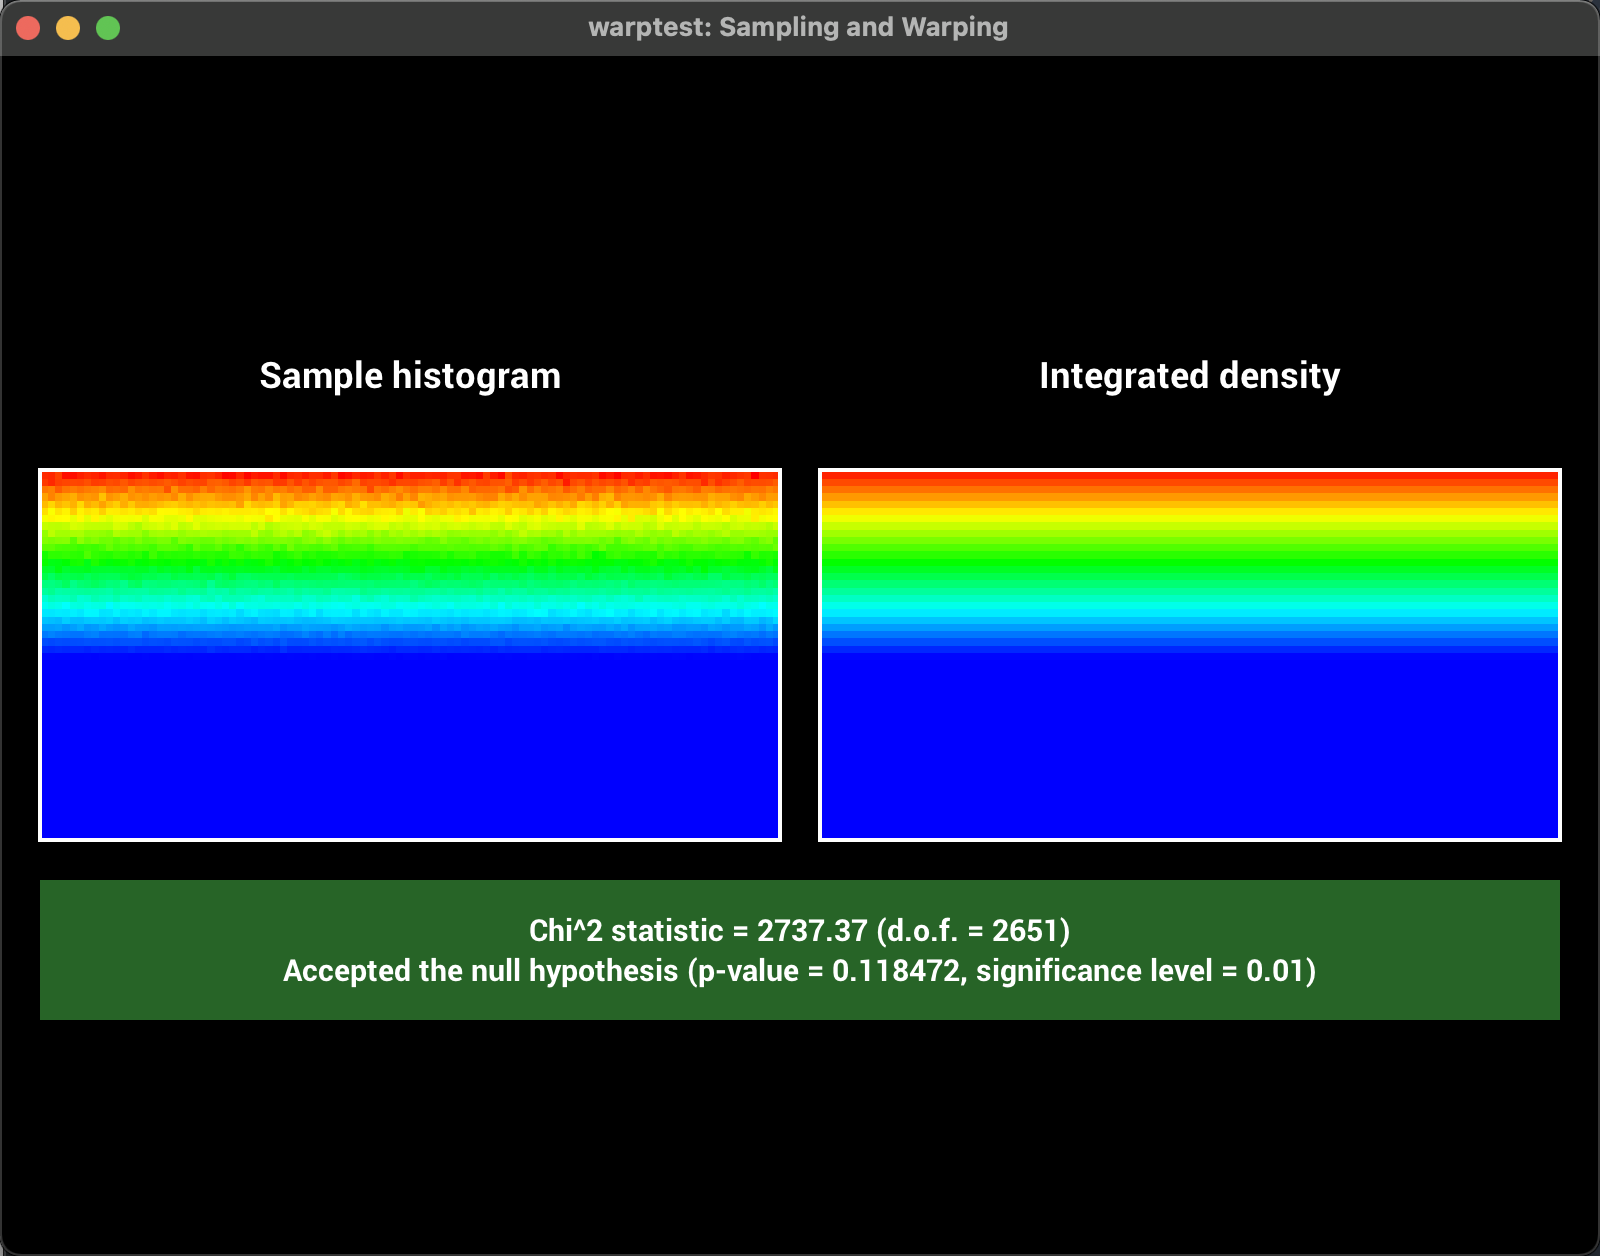 warptest: Sampling and Warping
Sample histogram
Integrated density
Chi^2 statistic = 2737.37 (d.o.f. = 2651)
Accepted the null hypothesis (p-value = 0.118472, significance level = 0.01)